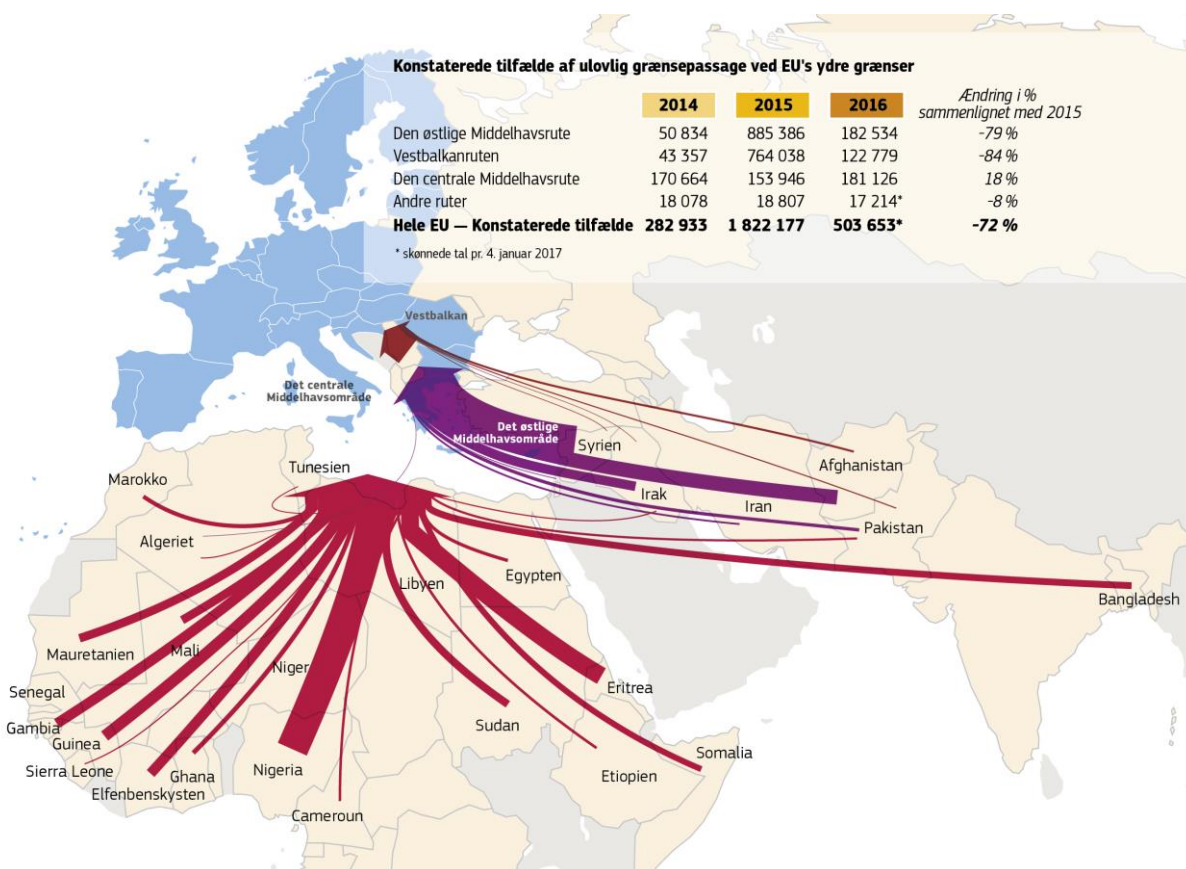 Konstaterede tilfælde af ulovlig grænsepassage ved EU's ydre grænser
2014 2015 2016 Ændring i % sammenlignet med 2015
Den østlige Middelhavsrute 50 834 885 386 182 534 -79 %
Vestbalkanruten 43 357 764 038 122 779 -84 %
Den centrale Middelhavsrute 170 664 153 946 181 126 18 %
Andre ruter 18 078 18 807 17 214* -8 %
Hele EU — Konstaterede tilfælde 282 933 1 822 177 503 653* -72 %
* skønnede tal pr. 4. januar 2017
Vestbalkan
Det centrale
Middelhavsområde
Det østlige
Middelhavsområde
Syrien
Afghanistan
Tunesien
Marokko
Irak
Iran
Pakistan
Algeriet
Libyen
Egypten
Bangladesh
Mauretanien
Mali
Niger
Eritrea
Senegal
Gambia
Guinea
Sudan
Somalia
Sierra Leone
Ghana
Nigeria
Etiopien
Elfenbenskysten
Cameroun